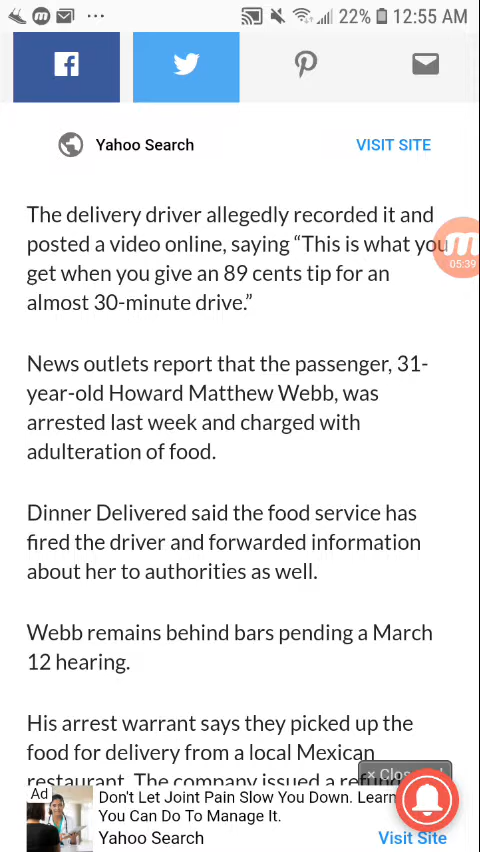 22% 12:55 AM
Yahoo Search
VISIT SITE
The delivery driver allegedly recorded it and
posted a video online, saying “This is what you
get when you give an 89 cents tip for an
almost 30-minute drive.”
05:39
News outlets report that the passenger, 31-
year-old Howard Matthew Webb, was
arrested last week and charged with
adulteration of food.
Dinner Delivered said the food service has
fired the driver and forwarded information
about her to authorities as well.
Webb remains behind bars pending a March
12 hearing.
His arrest warrant says they picked up the
food for delivery from a local Mexican
restaurant. The company issued a refund
× Clos
Ad
Don't Let Joint Pain Slow You Down. Learn
You Can Do To Manage It.
Yahoo Search
Visit Site